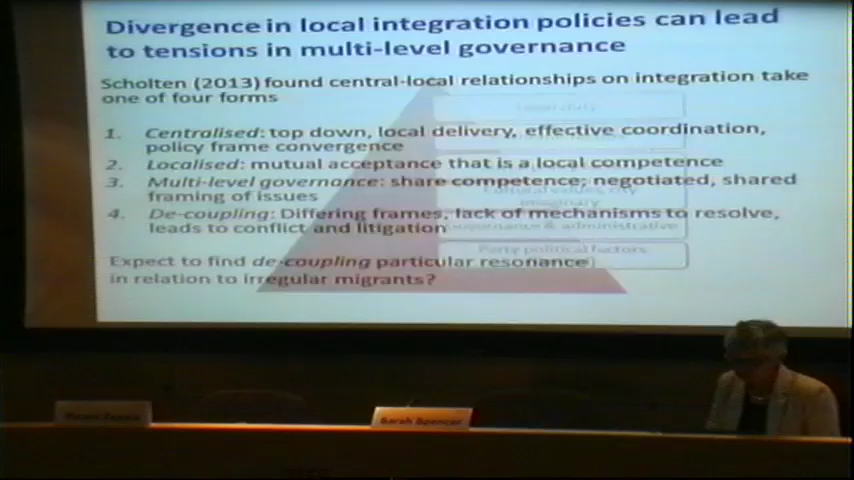 Divergence in local integration policies can lead
to tensions in multi-level governance
Scholten (2013) found central-local relationships on integration take
one of four forms
1. Centralised: top down, local delivery, effective coordination,
policy frame convergence
2. Localised: mutual acceptance that is a local competence
3. Multi-level governance: share competence; negotiated, shared
framing of issues
4. De-coupling: Differing frames, lack of mechanisms to resolve,
leads to conflict and litigation
Expect to find de-coupling particular resonance
in relation to irregular migrants?
imaginary
Governance & administrative
Party political factors
Sarah Spencer